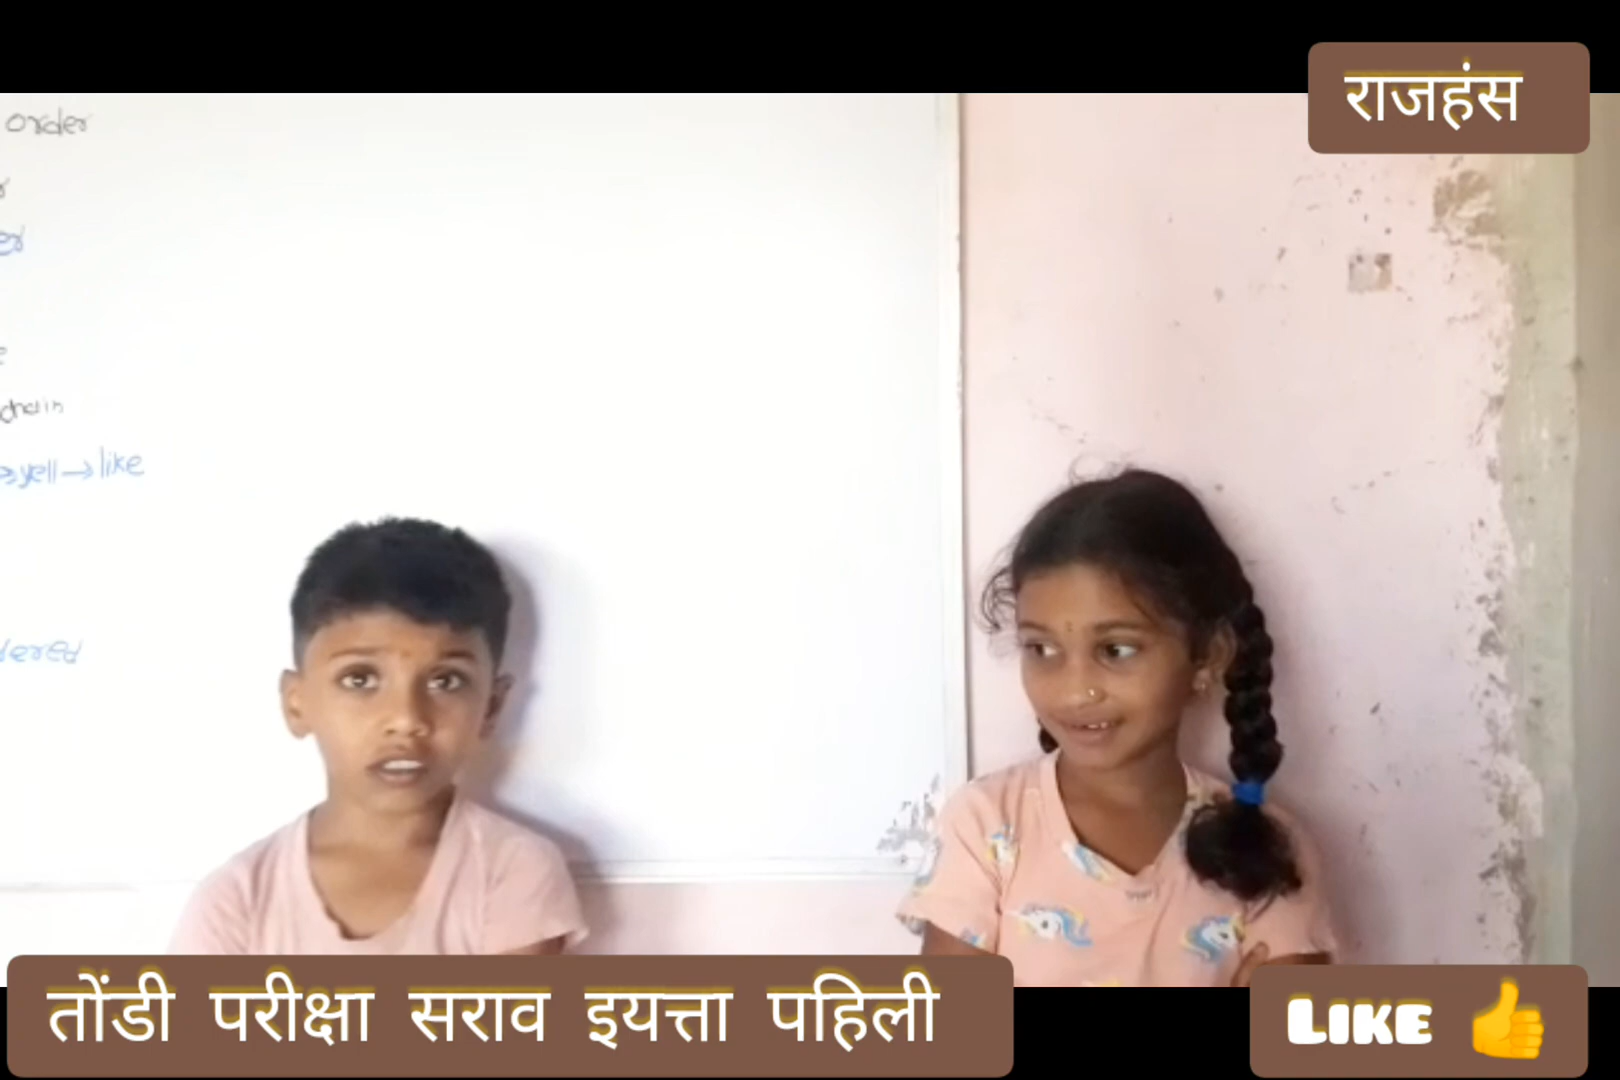 राजहंस
order
chain
yell→like
तोंडी परीक्षा सराव इयत्ता पहिली
LIKE 👍